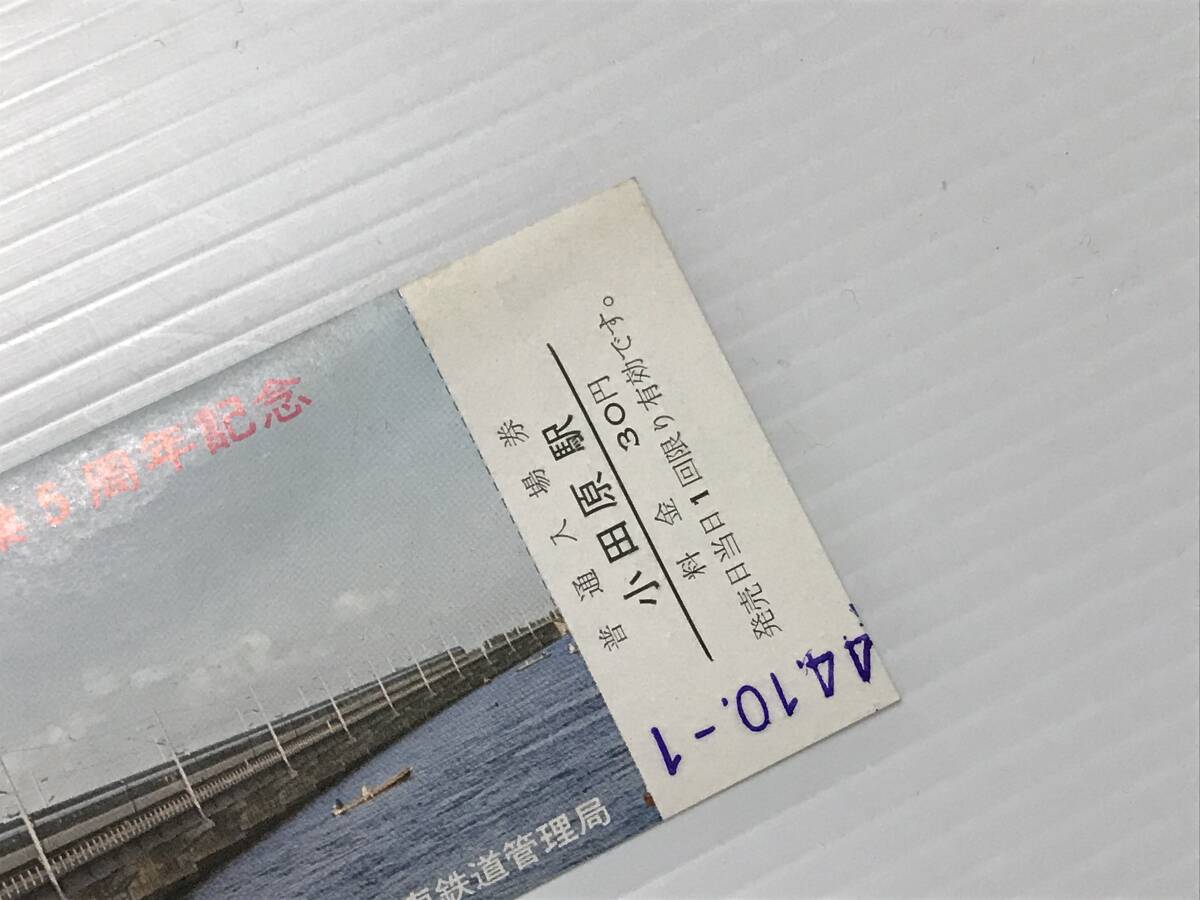 5周年記念
鉄道管理局
普通入場券
小田原駅
料金 30円
発売日当日1回限り有効です。
44.10.-1